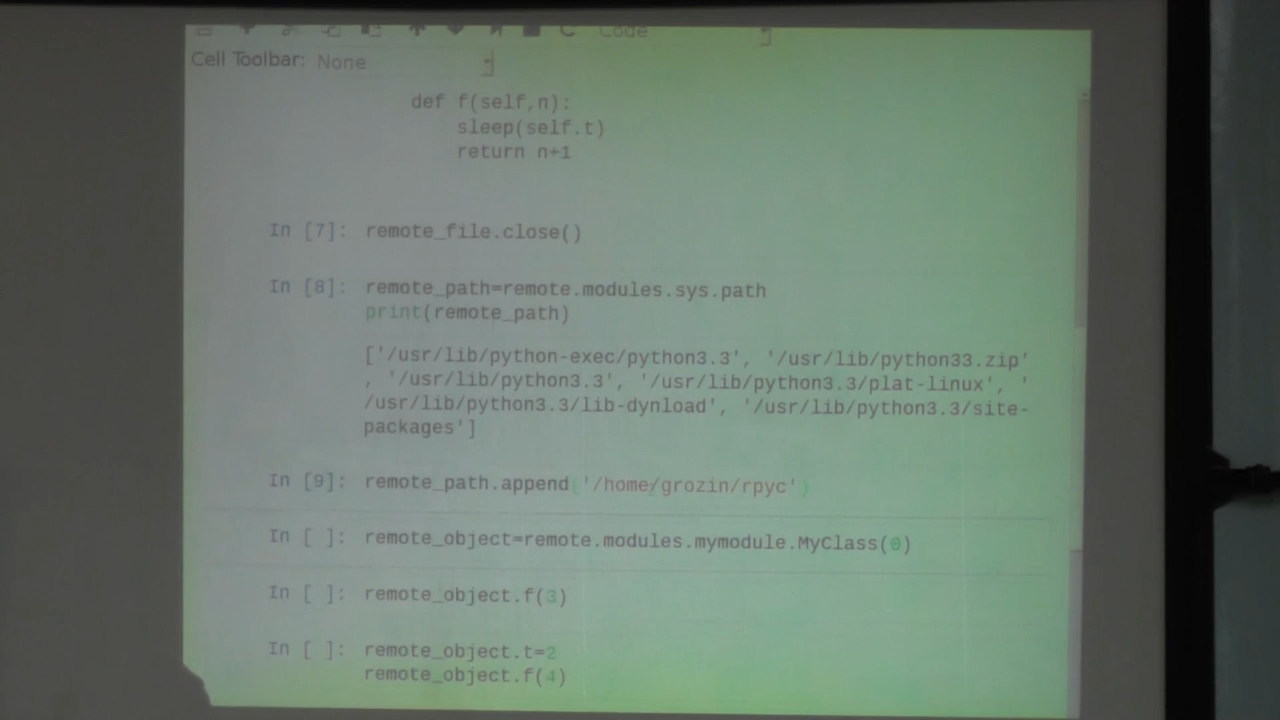 Code
Cell Toolbar: None
def f(self,n):
sleep(self.t)
return n+1
In [7]: remote_file.close()
In [8]: remote_path=remote.modules.sys.path
print(remote_path)
['/usr/lib/python-exec/python3.3', '/usr/lib/python33.zip'
, '/usr/lib/python3.3', '/usr/lib/python3.3/plat-linux', '
/usr/lib/python3.3/lib-dynload', '/usr/lib/python3.3/site-
packages']
In [9]: remote_path.append('/home/grozin/rpyc')
In [ ]: remote_object=remote.modules.mymodule.MyClass(0)
In [ ]: remote_object.f(3)
In [ ]: remote_object.t=2
remote_object.f(4)